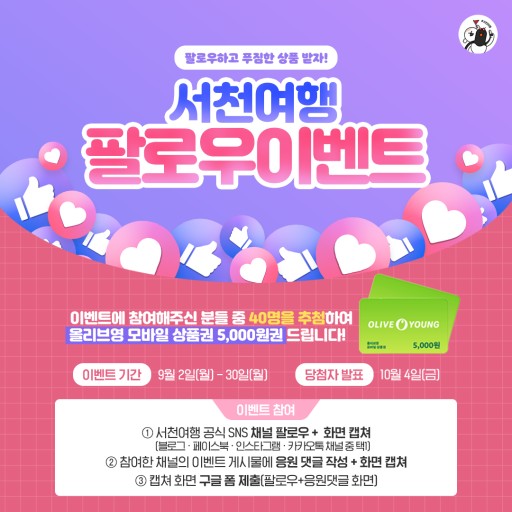 팔로우하고 푸짐한 상품 받자!
서천여행
팔로우이벤트
이벤트에 참여해주신 분들 중 40명을 추첨하여
올리브영 모바일 상품권 5,000원권 드립니다!
OLIVE YOUNG
5,000원
이벤트 기간 9월 2일(월) – 30일(월) 당첨자 발표 10월 4일(금)
이벤트 참여
① 서천여행 공식 SNS 채널 팔로우 + 화면 캡쳐
(블로그 · 페이스북 · 인스타그램 · 카카오톡 채널 중 택1)
② 참여한 채널의 이벤트 게시물에 응원 댓글 작성 + 화면 캡쳐
③ 캡쳐 화면 구글 폼 제출(팔로우+응원댓글 화면)